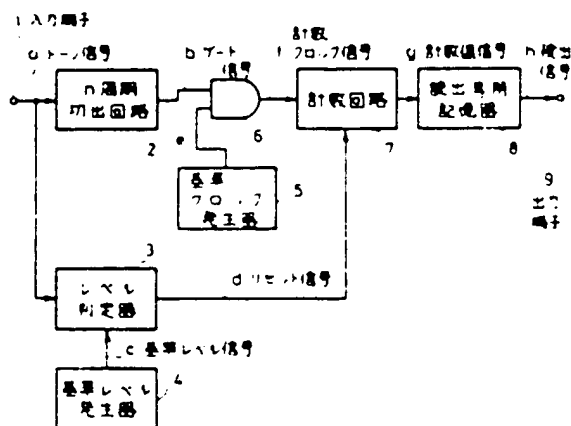 1 入力端子
a トーン信号
n 週期
切出回路
2
b ゲート
信号
6
e
基準
クロック
発生器
5
f 計数
クロック信号
計数回路
7
g 計数値信号
読出専用
記憶器
8
h 検出
信号
9
出力
端子
3
レベル
判定器
d リセット信号
c 基準レベル信号
基準レベル
発生器
4